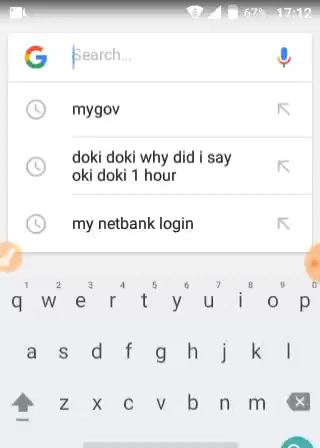 67% 17:12
Search...
mygov
doki doki why did i say
oki doki 1 hour
my netbank login
1 2 3 4 5 6 7 8 9 0
q w e r t y u i o p
a s d f g h j k l
z x c v b n m